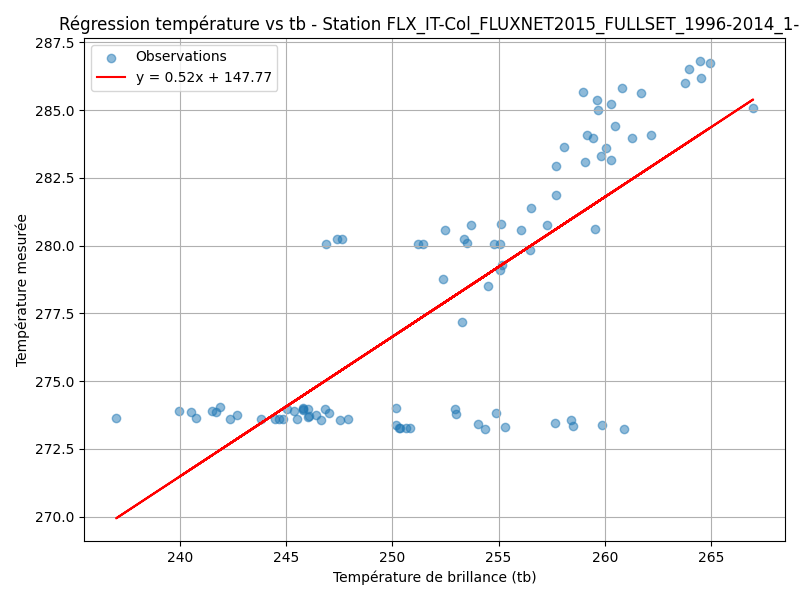 Régression température vs tb - Station FLX_IT-Col_FLUXNET2015_FULLSET_1996-2014_1-
Observations
y = 0.52x + 147.77
Température mesurée
287.5
285.0
282.5
280.0
277.5
275.0
272.5
270.0
240
245
250
255
260
265
Température de brillance (tb)